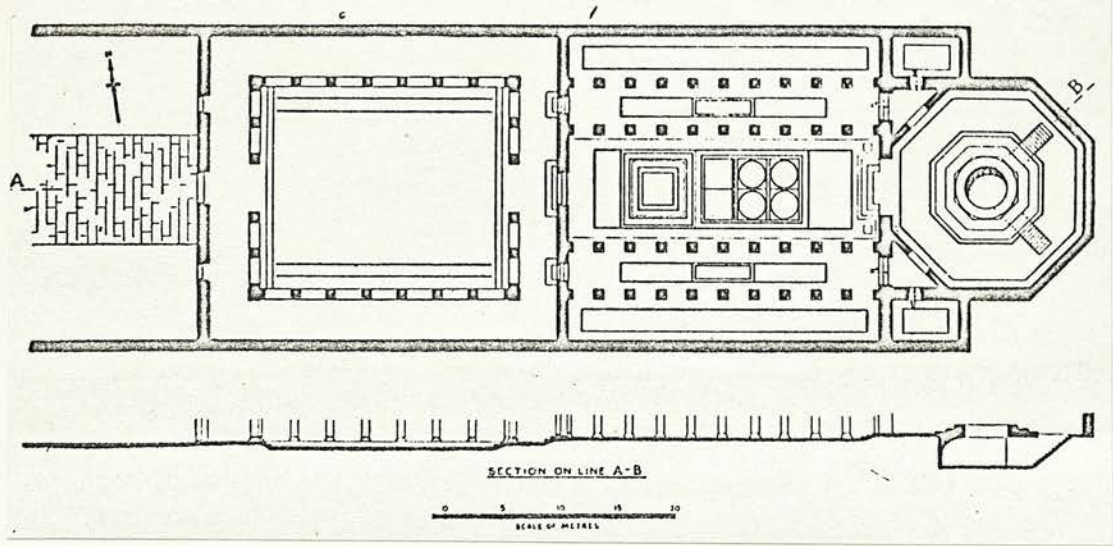 N
A
B
SECTION ON LINE A-B
0 5 10 15 20
SCALE OF METRES